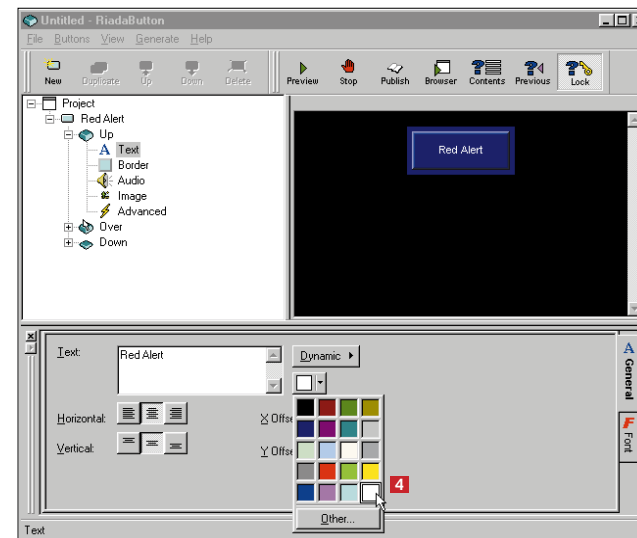 Untitled - RiadaButton
File Buttons View Generate Help
New Duplicate Up Down Delete Preview Stop Publish Browser Contents Previous Lock
Project
Red Alert
Up
A Text
Border
Audio
Image
Advanced
Over
Down
Red Alert
Text: Red Alert
Dynamic
Horizontal: X Offse
Vertical: Y Offse
4
Other...
A General
F Font
Text